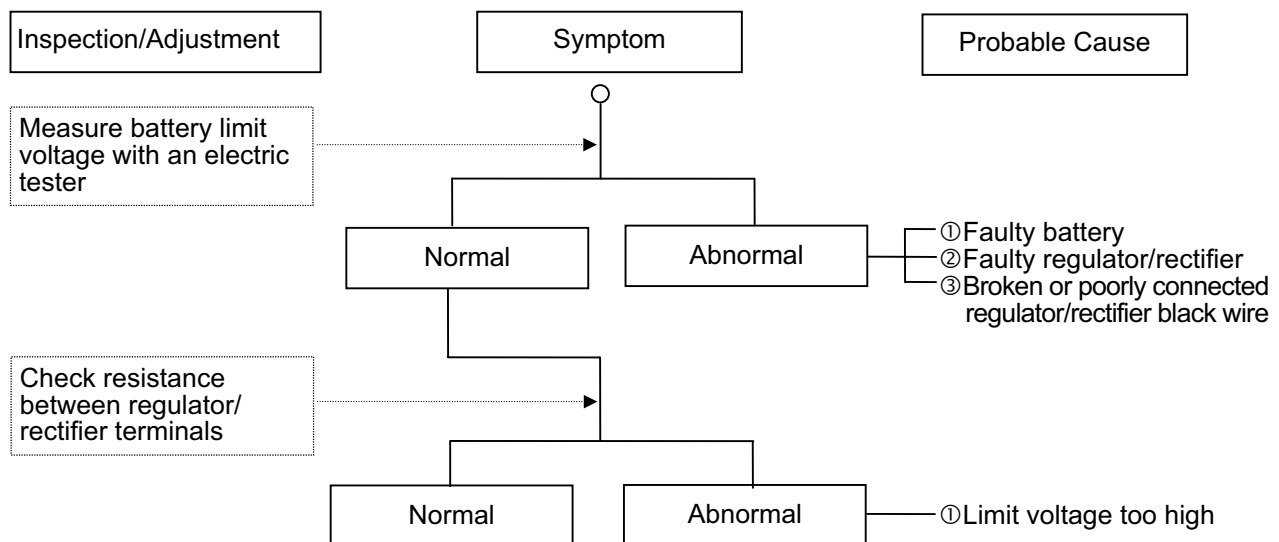 Inspection/Adjustment
Symptom
Probable Cause
Measure battery limit
voltage with an electric
tester
Normal
Abnormal
①Faulty battery
②Faulty regulator/rectifier
③Broken or poorly connected
regulator/rectifier black wire
Check resistance
between regulator/
rectifier terminals
Normal
Abnormal
①Limit voltage too high